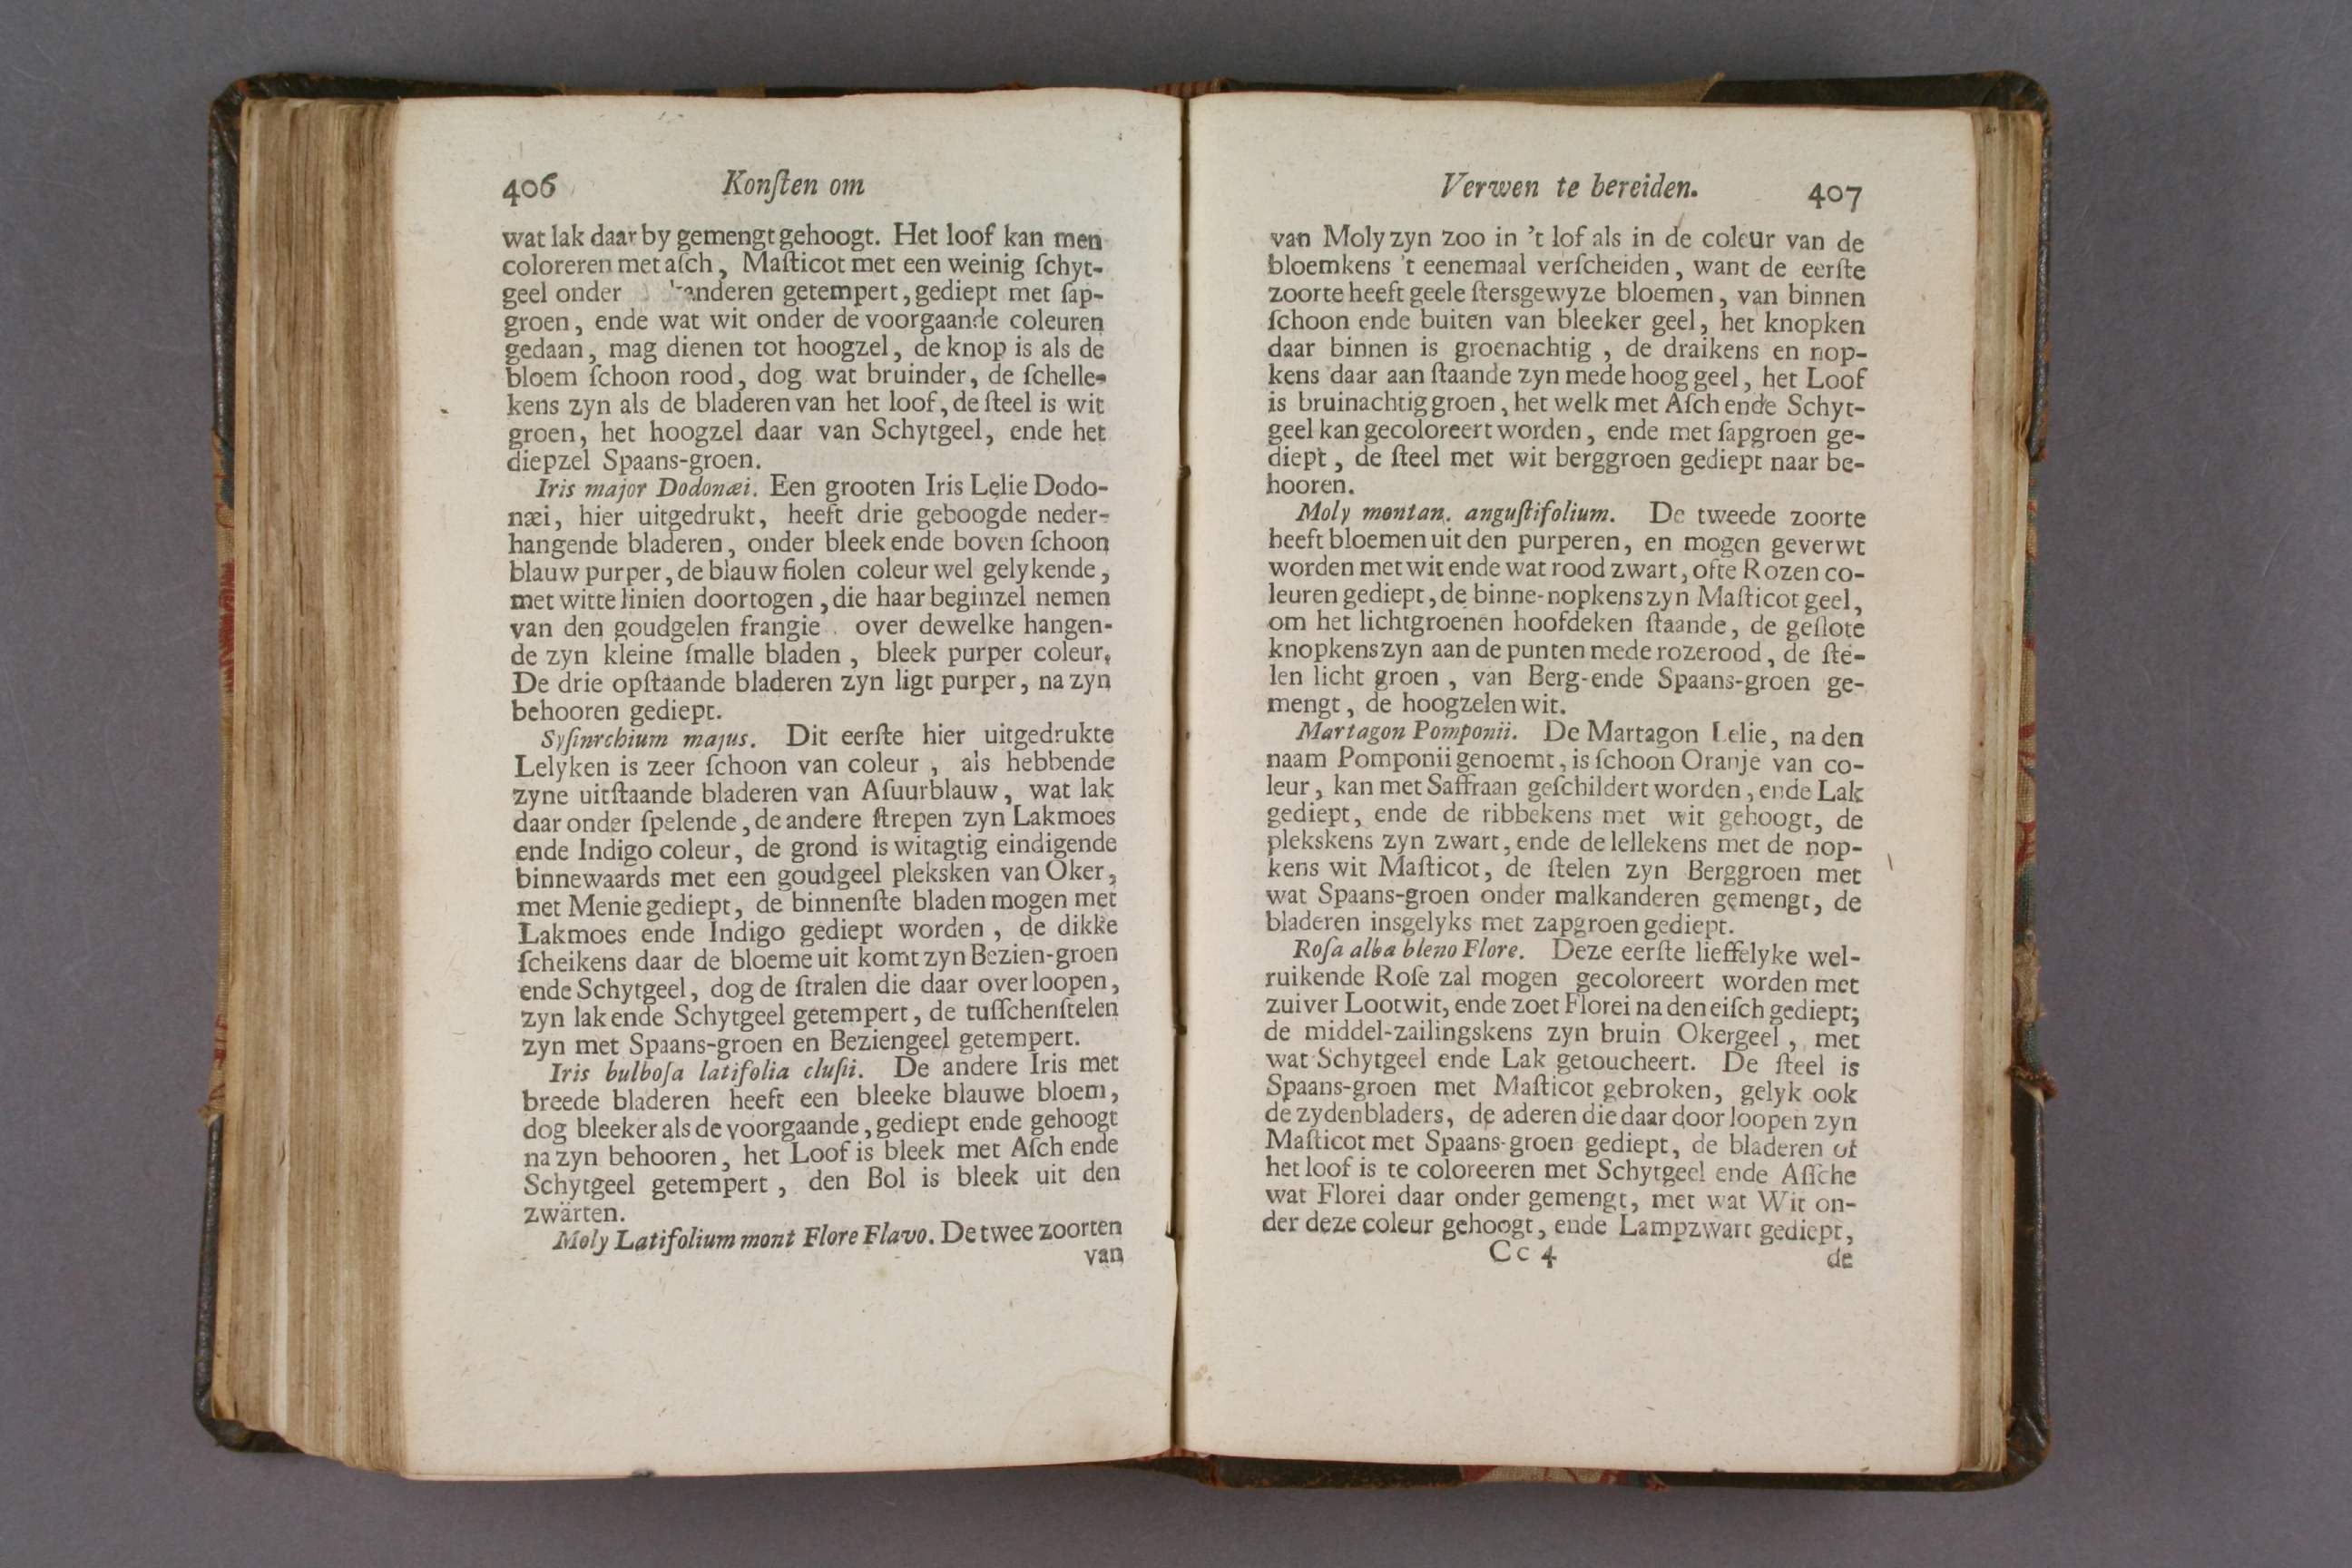 406 Konſten om
wat lak daar by gemengt gehoogt. Het loof kan men
coloreren met aſch, Maſticot met een weinig ſchyt-
geel onder anderen getempert, gediept met ſap-
groen, ende wat wit onder de voorgaande coleuren
gedaan, mag dienen tot hoogzel, de knop is als de
bloem ſchoon rood, dog wat bruinder, de ſchelle-
kens zyn als de bladeren van het loof, de ſteel is wit
groen, het hoogzel daar van Schytgeel, ende het
diepzel Spaans-groen.
Iris major Dodonæi. Een grooten Iris Lelie Dodo-
næi, hier uitgedrukt, heeft drie geboogde neder-
hangende bladeren, onder bleek ende boven ſchoon
blauw purper, de blauw fiolen coleur wel gelykende,
met witte linien doortogen, die haar beginzel nemen
van den goudgelen frangie over dewelke hangen-
de zyn kleine ſmalle bladen, bleek purper coleur,
De drie opſtaande bladeren zyn ligt purper, na zyn
behooren gediept.
Syſinrchium majus. Dit eerſte hier uitgedrukte
Lelyken is zeer ſchoon van coleur, als hebbende
zyne uitſtaande bladeren van Aſuurblauw, wat lak
daar onder ſpelende, de andere ſtrepen zyn Lakmoes
ende Indigo coleur, de grond is witagtig eindigende
binnewaards met een goudgeel pleksken van Oker,
met Menie gediept, de binnenſte bladen mogen met
Lakmoes ende Indigo gediept worden, de dikke
ſcheikens daar de bloeme uit komt zyn Bezien-groen
ende Schytgeel, dog de ſtralen die daar over loopen,
zyn lak ende Schytgeel getempert, de tuſſchenſtelen
zyn met Spaans-groen en Beziengeel getempert.
Iris bulboſa latifolia cluſii. De andere Iris met
breede bladeren heeft een bleeke blauwe bloem,
dog bleeker als de voorgaande, gediept ende gehoogt
na zyn behooren, het Loof is bleek met Aſch ende
Schytgeel getempert, den Bol is bleek uit den
zwarten.
Moly Latifolium mont Flore Flavo. De twee zoorten
van
Verwen te bereiden. 407
van Moly zyn zoo in 't lof als in de coleur van de
bloemkens 't eenemaal verſcheiden, want de eerſte
zoorte heeft geele ſtersgewyze bloemen, van binnen
ſchoon ende buiten van bleeker geel, het knopken
daar binnen is groenachtig, de draikens en nop-
kens daar aan ſtaande zyn mede hoog geel, het Loof
is bruinachtig groen, het welk met Aſch ende Schyt-
geel kan gecoloreert worden, ende met ſapgroen ge-
diept, de ſteel met wit berggroen gediept naar be-
hooren.
Moly montan. anguſtifolium. De tweede zoorte
heeft bloemen uit den purperen, en mogen geverwt
worden met wit ende wat rood zwart, ofte Rozen co-
leuren gediept, de binne-nopkens zyn Maſticot geel,
om het lichtgroenen hoofdeken ſtaande, de geſlote
knopkens zyn aan de punten mede rozerood, de ſte-
len licht groen, van Berg-ende Spaans-groen ge-
mengt, de hoogzelen wit.
Martagon Pomponii. De Martagon Lelie, na den
naam Pomponii genoemt, is ſchoon Oranje van co-
leur, kan met Saffraan geſchildert worden, ende Lak
gediept, ende de ribbekens met wit gehoogt, de
plekskens zyn zwart, ende de lellekens met de nop-
kens wit Maſticot, de ſtelen zyn Berggroen met
wat Spaans-groen onder malkanderen gemengt, de
bladeren insgelyks met zapgroen gediept.
Roſa alba bleno Flore. Deze eerſte lieffelyke wel-
ruikende Roſe zal mogen gecoloreert worden met
zuiver Lootwit, ende zoet Florei na den eiſch gediept;
de middel-zailingskens zyn bruin Okergeel, met
wat Schytgeel ende Lak getoucheert. De ſteel is
Spaans-groen met Maſticot gebroken, gelyk ook
de zydenbladers, de aderen die daar door loopen zyn
Maſticot met Spaans-groen gediept, de bladeren of
het loof is te coloreeren met Schytgeel ende Aſſche
wat Florei daar onder gemengt, met wat Wit on-
der deze coleur gehoogt, ende Lampzwart gediept,
Cc 4 de